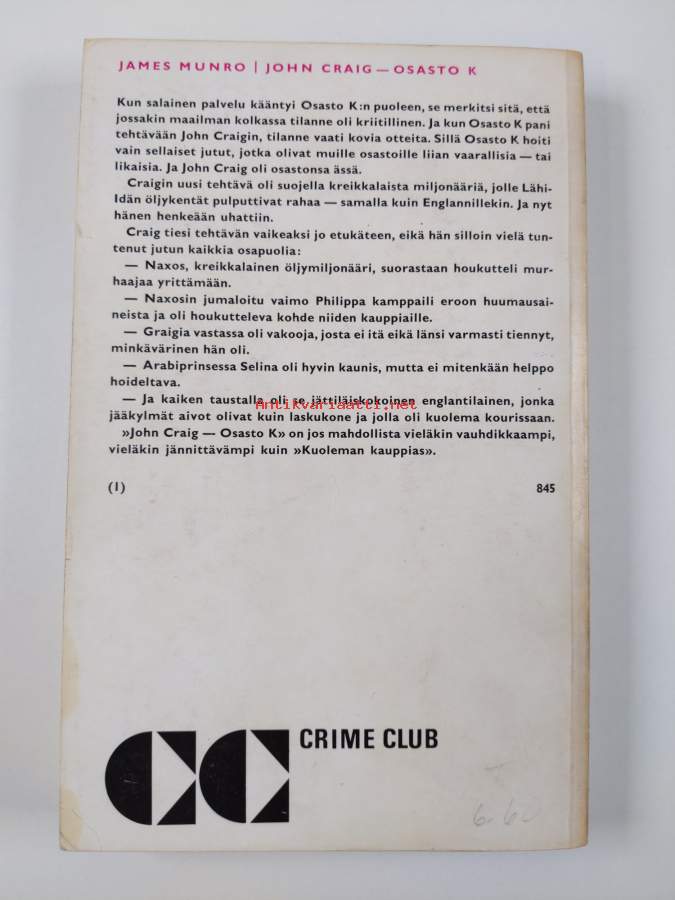 JAMES MUNRO | JOHN CRAIG — OSASTO K
Kun salainen palvelu kääntyi Osasto K:n puoleen, se merkitsi sitä, että
jossakin maailman kolkassa tilanne oli kriitillinen. Ja kun Osasto K pani
tehtävään John Craigin, tilanne vaati kovia otteita. Sillä Osasto K hoiti
vain sellaiset jutut, jotka olivat muille osastoille liian vaarallisia — tai
likaisia. Ja John Craig oli osastonsa ässä.
Craigin uusi tehtävä oli suojella kreikkalaista miljonääriä, jolle Lähi-
Idän öljykentät pulputtivat rahaa — samalla kuin Englannillekin. Ja nyt
hänen henkeään uhattiin.
Craig tiesi tehtävän vaikeaksi jo etukäteen, eikä hän silloin vielä tun-
tenut jutun kaikkia osapuolia:
— Naxos, kreikkalainen öljymiljonääri, suorastaan houkutteli mur-
haajaa yrittämään.
— Naxosin jumaloitu vaimo Philippa kamppaili eroon huumausai-
neista ja oli houkutteleva kohde niiden kauppiaille.
— Graigia vastassa oli vakooja, josta ei itä eikä länsi varmasti tiennyt,
minkävärinen hän oli.
— Arabiprinsessa Selina oli hyvin kaunis, mutta ei mitenkään helppo
hoideltava.
— Ja kaiken taustalla oli se jättiläiskokoinen englantilainen, jonka
jääkylmät aivot olivat kuin laskukone ja jolla oli kuolema kourissaan.
»John Craig — Osasto K» on jos mahdollista vieläkin vauhdikkaampi,
vieläkin jännittävämpi kuin »Kuoleman kauppias».
(1) 845
Antikvariaatti.net
CC CRIME CLUB